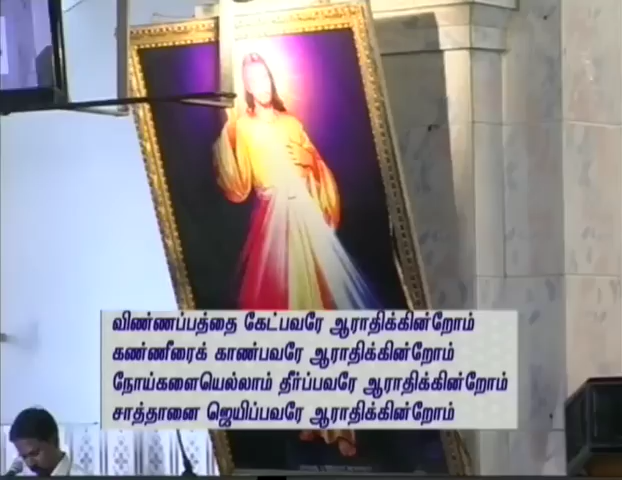 விண்ணப்பத்தை கேட்பவரே ஆராதிக்கின்றோம்
கண்ணீரைக் காண்பவரே ஆராதிக்கின்றோம்
நோய்களையெல்லாம் தீர்ப்பவரே ஆராதிக்கின்றோம்
சாத்தானை ஜெயிப்பவரே ஆராதிக்கின்றோம்